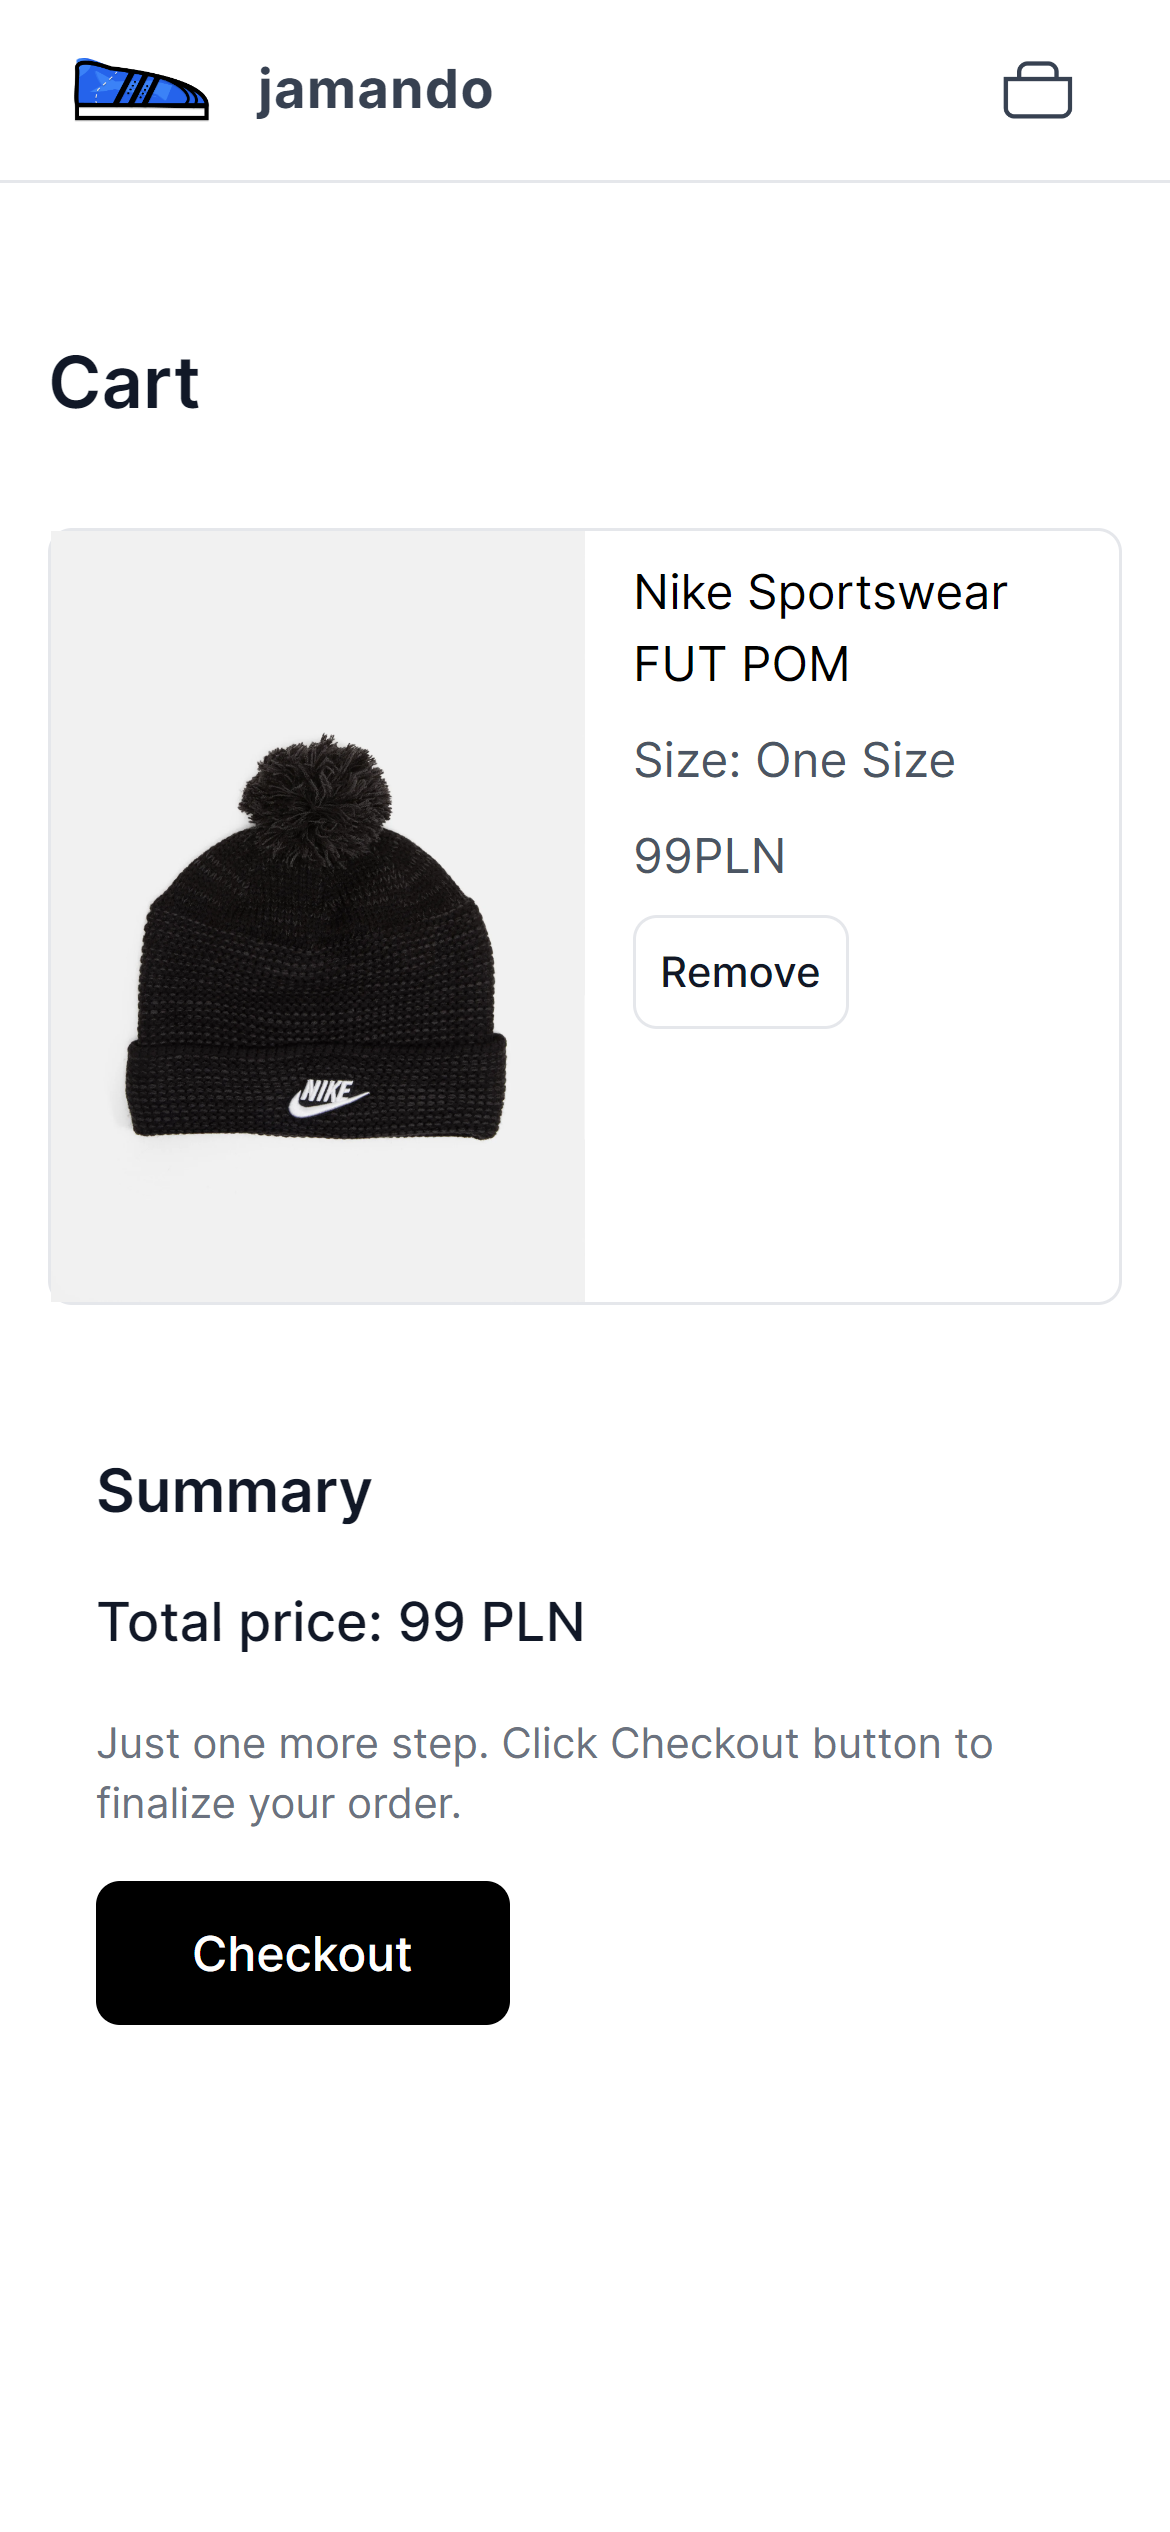 jamando
Cart
Nike Sportswear
FUT POM
Size: One Size
99PLN
Remove
NIKE
Summary
Total price: 99 PLN
Just one more step. Click Checkout button to
finalize your order.
Checkout